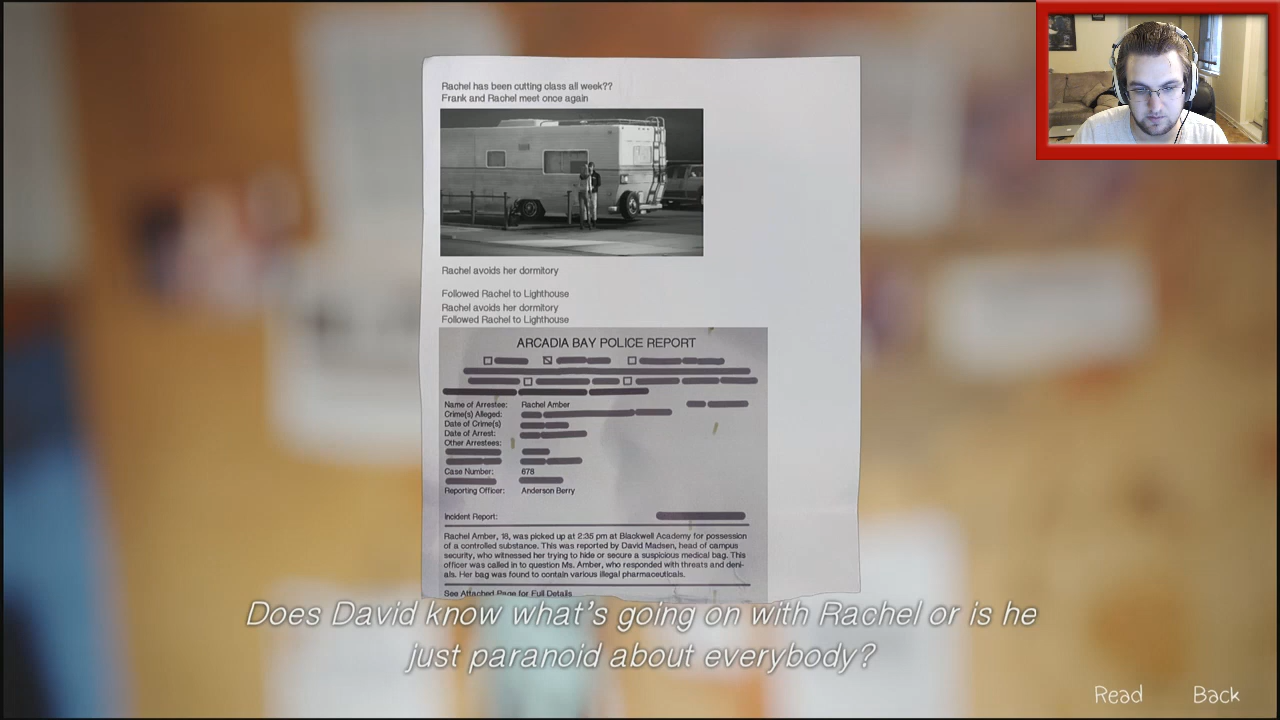 Rachel has been cutting class all week??
Frank and Rachel meet once again
Rachel avoids her dormitory
Followed Rachel to Lighthouse
Rachel avoids her dormitory
Followed Rachel to Lighthouse
ARCADIA BAY POLICE REPORT
Name of Arrestee: Rachel Amber
Crime(s) Alleged:
Date of Crime(s)
Date of Arrest:
Other Arrestees:
Case Number: 678
Reporting Officer: Anderson Berry
Incident Report:
Rachel Amber, 18, was picked up at 2:35 pm at Blackwell Academy for possession
of a controlled substance. This was reported by David Madsen, head of campus
security, who witnessed her trying to hide or secure a suspicious medical bag. This
officer was called in to question Ms. Amber, who responded with threats and deni-
als. Her bag was found to contain various illegal pharmaceuticals.
See Attached Page for Full Details
Does David know what's going on with Rachel or is he
just paranoid about everybody?
Read Back